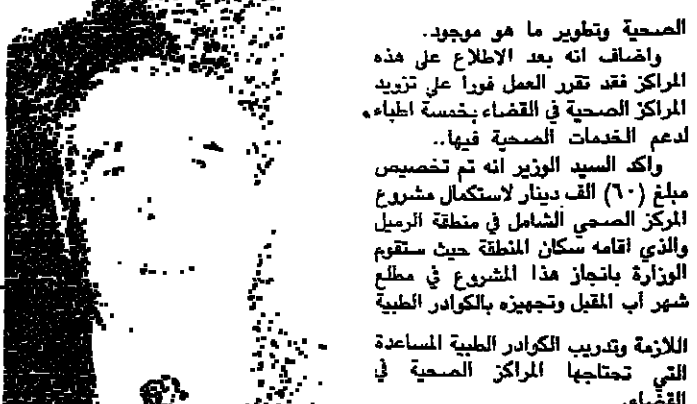 الصحية وتطوير ما هو موجود.
واضاف انه بعد الاطلاع على هذه
المراكز فقد تقرر العمل فورا على تزويد
المراكز الصحية في القضاء بخمسة اطباء
لدعم الخدمات الصحية فيها..
واكد السيد الوزير انه تم تخصيص
مبلغ (٦٠) الف دينار لاستكمال مشروع
المركز الصحي الشامل في منطقة الرميل
والذي اقامه سكان المنطقة حيث ستقوم
الوزارة بانجاز هذا المشروع في مطلع
شهر آب المقبل وتجهيزه بالكوادر الطبية
اللازمة وتدريب الكوادر الطبية المساعدة
التي تحتاجها المراكز الصحية في
القضاء.